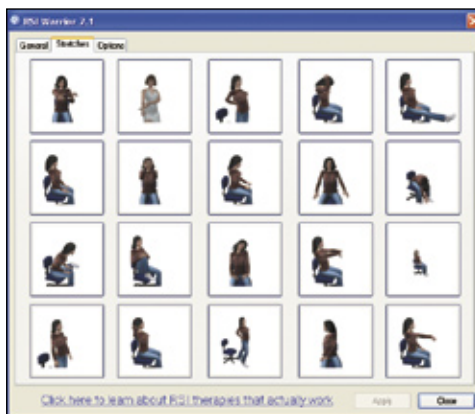 RSI Warrior 7.1
General Stretches Options
Click here to learn about RSI therapies that actually work Apply Close